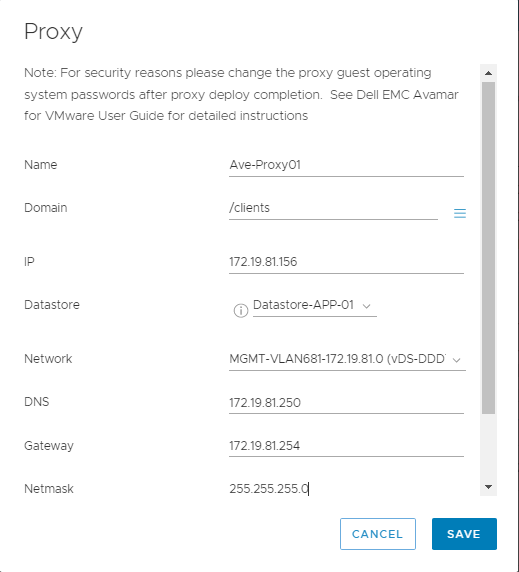 Proxy
Note: For security reasons please change the proxy guest operating
system passwords after proxy deploy completion. See Dell EMC Avamar
for VMware User Guide for detailed instructions
Name Ave-Proxy01
Domain /clients
IP 172.19.81.156
Datastore Datastore-APP-01
Network MGMT-VLAN681-172.19.81.0 (vDS-DDD
DNS 172.19.81.250
Gateway 172.19.81.254
Netmask 255.255.255.0
CANCEL SAVE